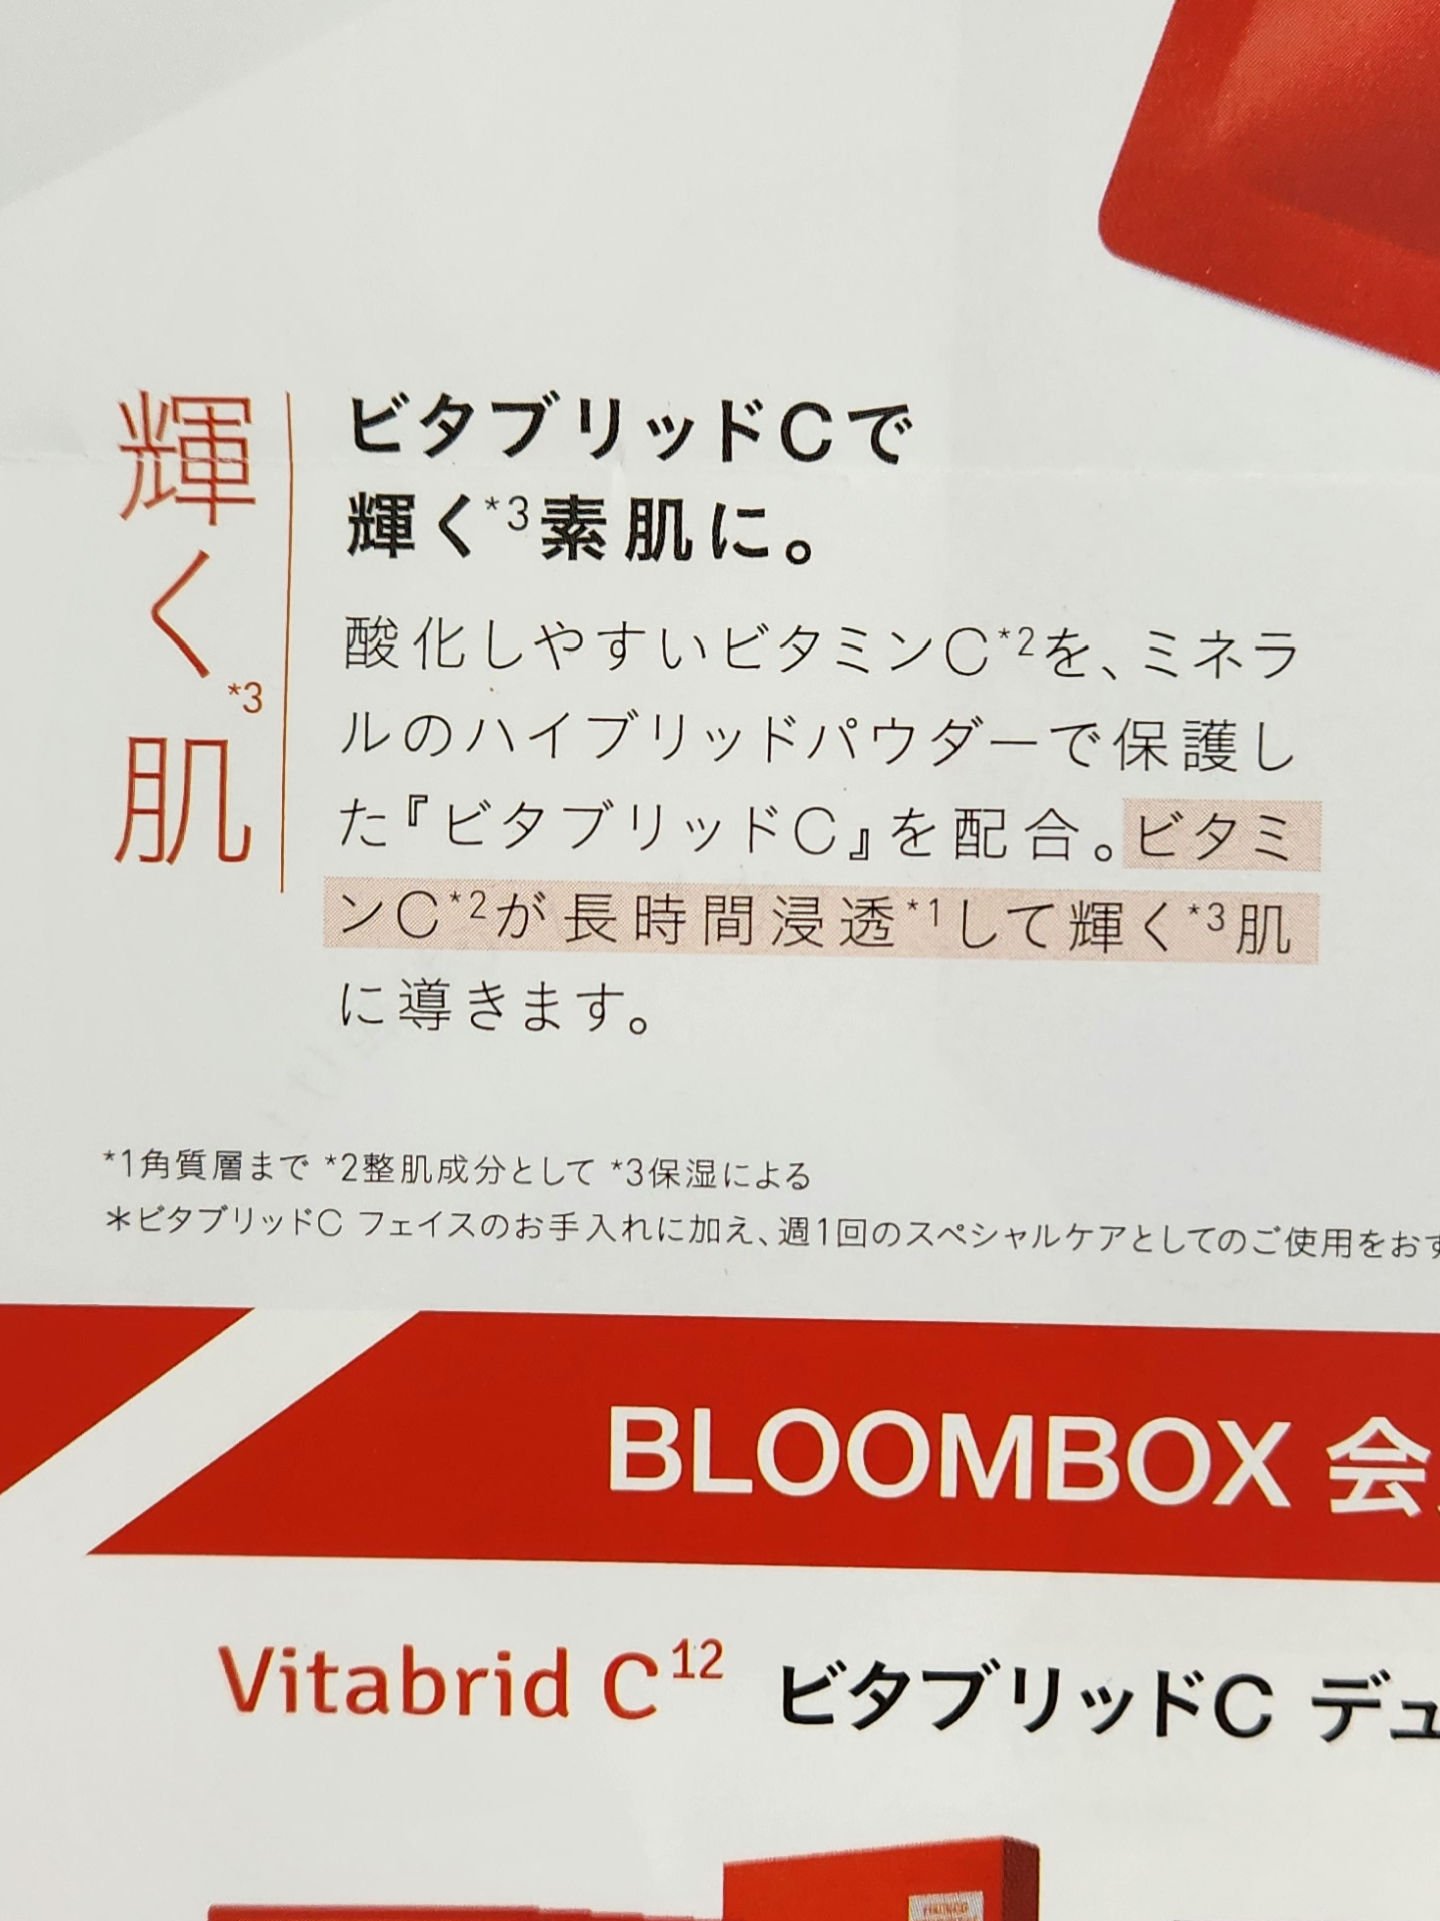 輝く*3肌
ビタブリッドCで
輝く*3素肌に。
酸化しやすいビタミンC*2を、ミネラ
ルのハイブリッドパウダーで保護し
た『ビタブリッドC』を配合。ビタミ
ンC*2が長時間浸透*1して輝く*3肌
に導きます。
*1角質層まで *2整肌成分として *3保湿による
＊ビタブリッドC フェイスのお手入れに加え、週1回のスペシャルケアとしてのご使用をおす
BLOOMBOX 会
Vitabrid C12 ビタブリッドC デュ